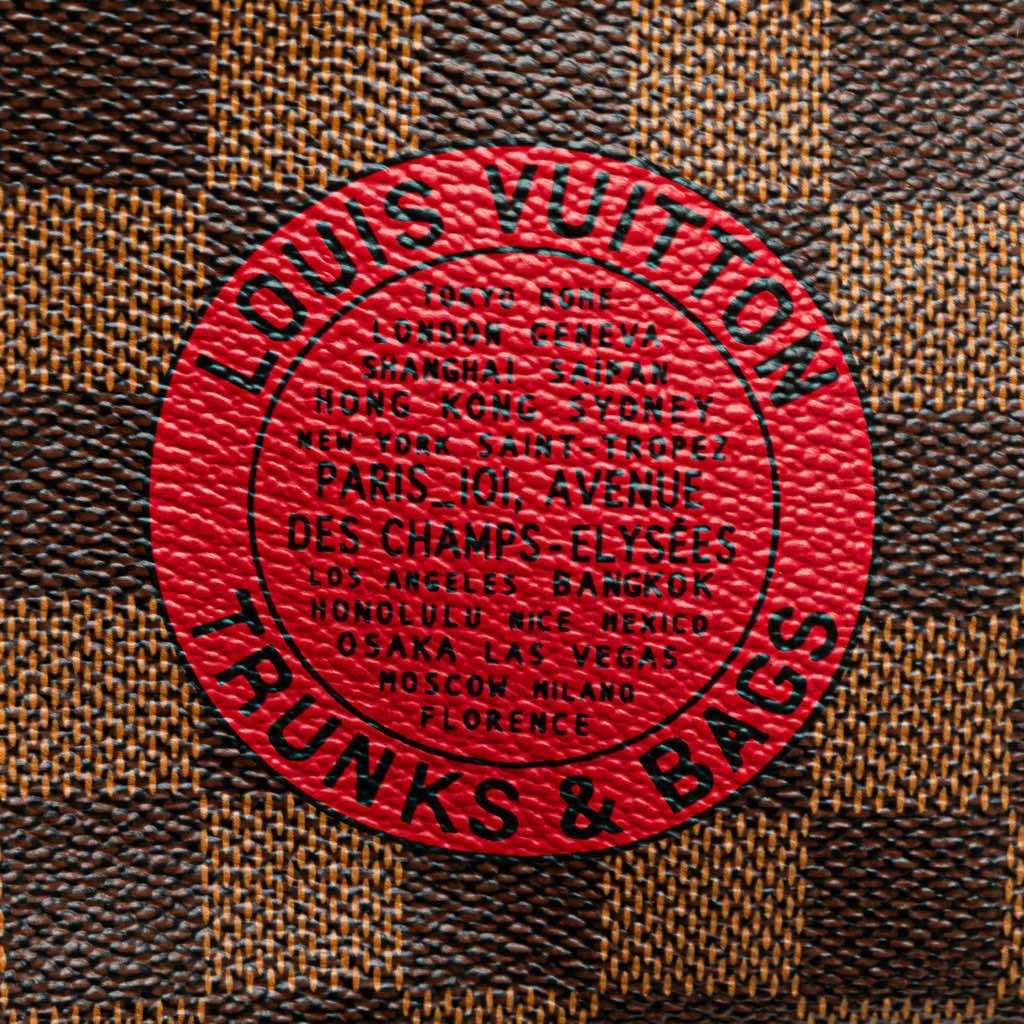 LOUIS VUITTON
TOKYO ROME
LONDON GENEVA
SHANGHAI SAIPAN
HONG KONG SYDNEY
NEW YORK SAINT-TROPEZ
PARIS_101, AVENUE
DES CHAMPS-ELYSÉES
LOS ANGELES BANGKOK
HONOLULU NICE MEXICO
OSAKA LAS VEGAS
MOSCOW MILANO
FLORENCE
TRUNKS & BAGS